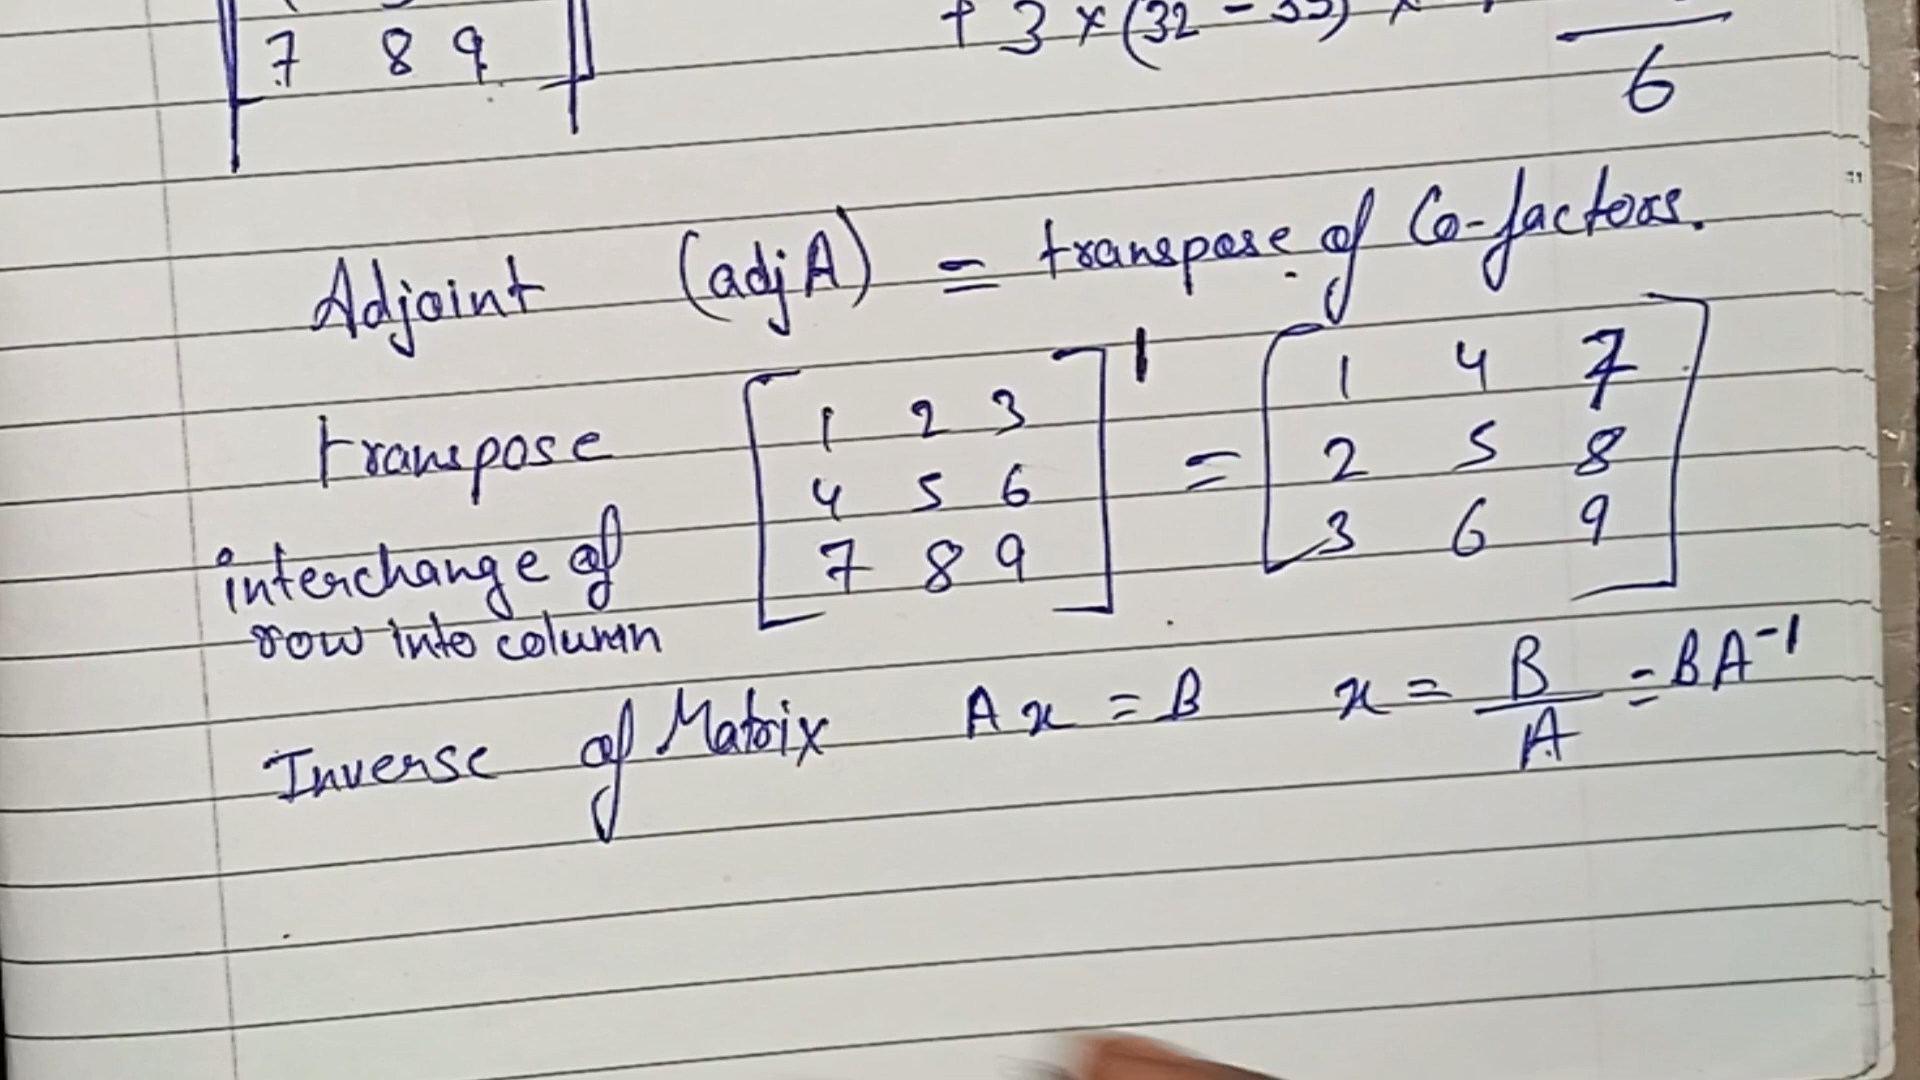 7 8 9
+ 3 × (32 - 35) ×
6
Adjoint (adj A) = transpose of Co-factors.
transpose [ 1 2 3 ]' = [ 1 4 7 ]
4 5 6 2 5 8
7 8 9 3 6 9
interchange of
row into column
Inverse of Matrix Ax = B x = B/A = BA⁻¹